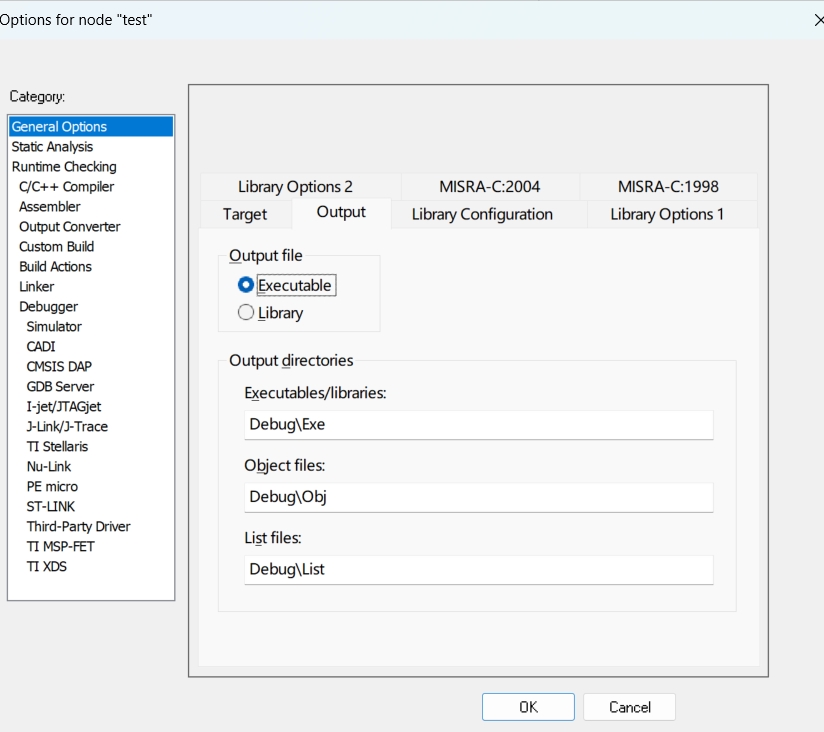 Options for node "test"
Category:
General Options
Static Analysis
Runtime Checking
C/C++ Compiler
Assembler
Output Converter
Custom Build
Build Actions
Linker
Debugger
Simulator
CADI
CMSIS DAP
GDB Server
I-jet/JTAGjet
J-Link/J-Trace
TI Stellaris
Nu-Link
PE micro
ST-LINK
Third-Party Driver
TI MSP-FET
TI XDS
Library Options 2 MISRA-C:2004 MISRA-C:1998
Target Output Library Configuration Library Options 1
Output file
Executable
Library
Output directories
Executables/libraries:
Debug\Exe
Object files:
Debug\Obj
List files:
Debug\List
OK Cancel